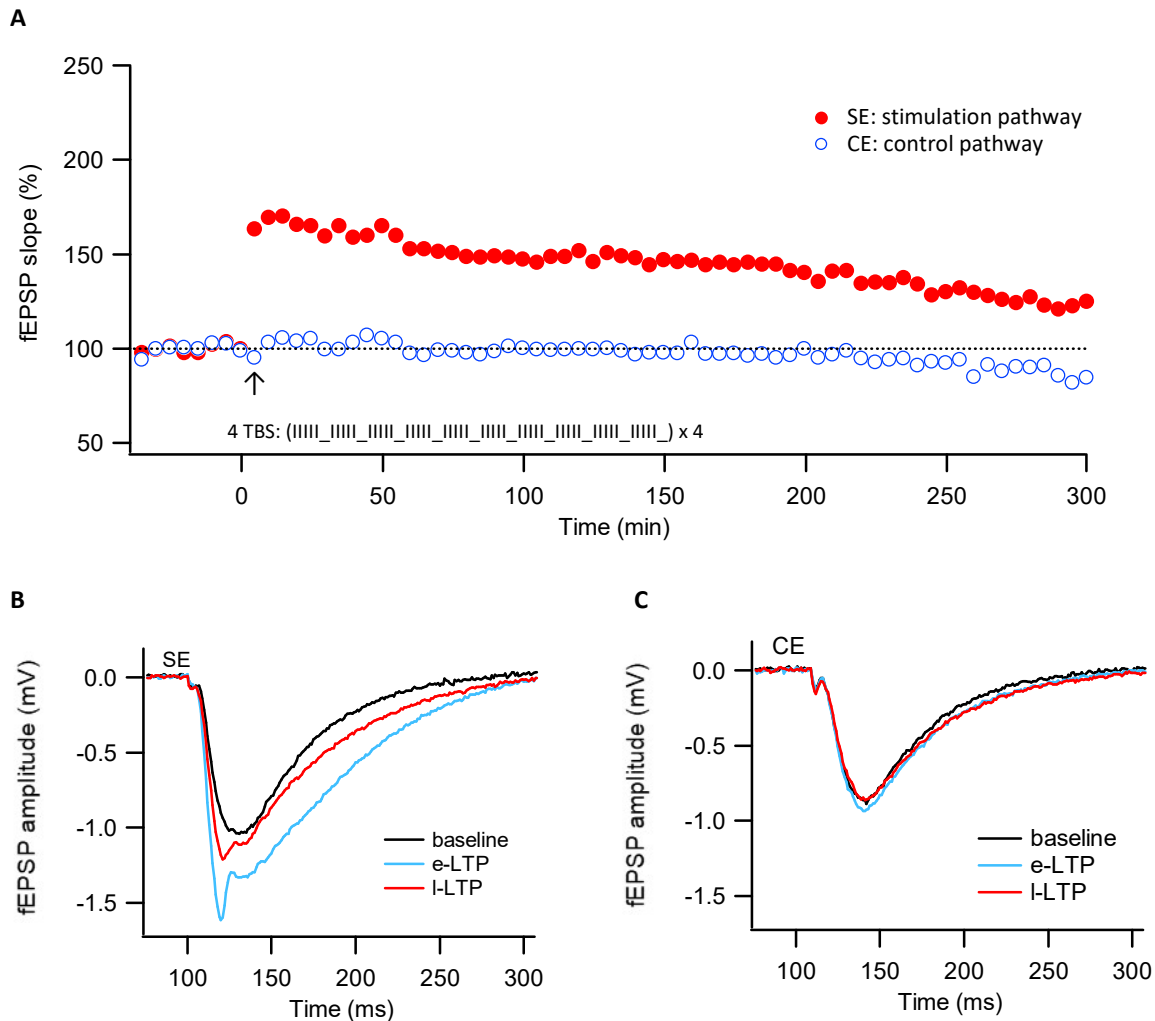 A
250
200
150
100
50
fEPSP slope (%)
SE: stimulation pathway
CE: control pathway
4 TBS: (IIIII_IIIII_IIIII_IIIII_IIIII_IIIII_IIIII_IIIII_IIIII_IIIII_) x 4
0 50 100 150 200 250 300
Time (min)
B
SE
0.0
-0.5
-1.0
-1.5
fEPSP amplitude (mV)
baseline
e-LTP
l-LTP
100 150 200 250 300
Time (ms)
C
CE
0.0
-0.5
-1.0
-1.5
fEPSP amplitude (mV)
baseline
e-LTP
l-LTP
100 150 200 250 300
Time (ms)